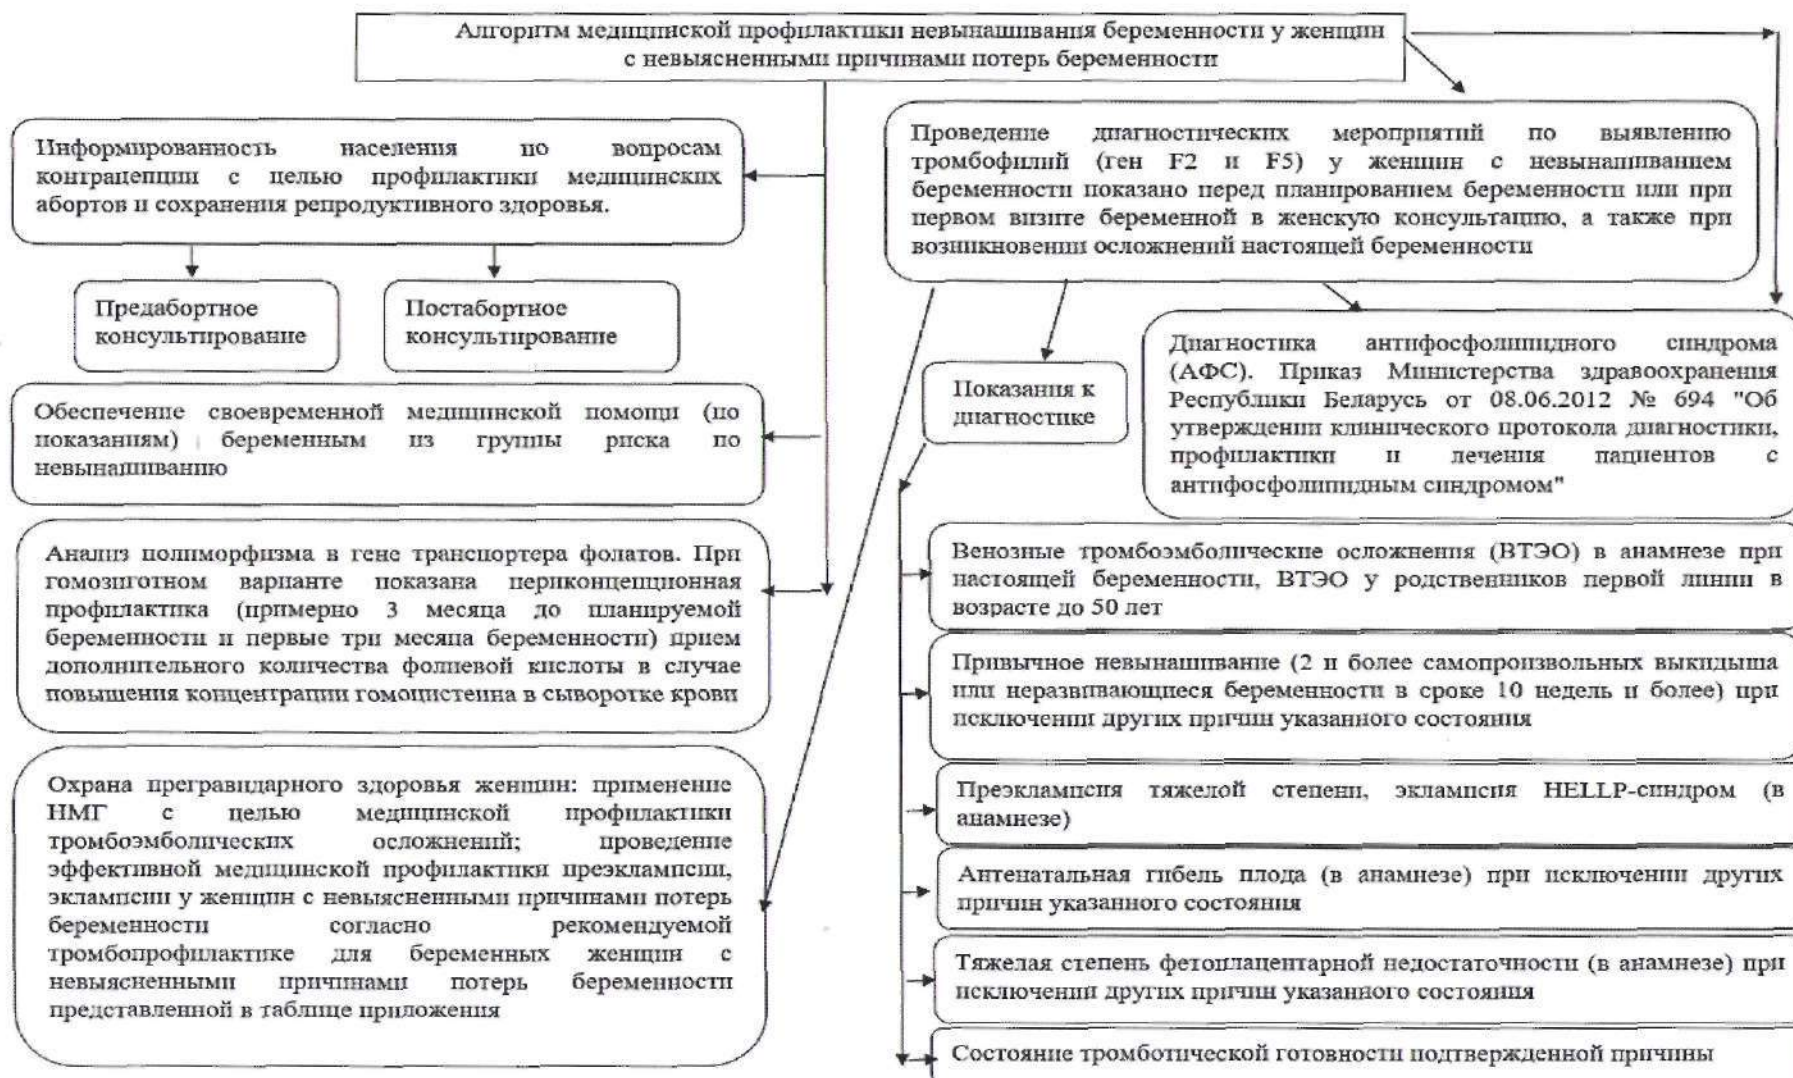 Алгоритм медицинской профилактики невынашивания беременности у женщин
с невыясненными причинами потерь беременности
Информированность населения по вопросам
контрацепции с целью профилактики медицинских
абортов и сохранения репродуктивного здоровья.
Предабортное
консультирование
Постабортное
консультирование
Обеспечение своевременной медицинской помощи (по
показаниям) беременным из группы риска по
невынашиванию
Анализ полиморфизма в гене транспортера фолатов. При
гомозиготном варианте показана периконцепционная
профилактика (примерно 3 месяца до планируемой
беременности и первые три месяца беременности) прием
дополнительного количества фолиевой кислоты в случае
повышения концентрации гомоцистеина в сыворотке крови
Охрана прегравидарного здоровья женщин: применение
НМГ с целью медицинской профилактики
тромбоэмболических осложнений; проведение
эффективной медицинской профилактики преэклампсии,
эклампсии у женщин с невыясненными причинами потерь
беременности согласно рекомендуемой
тромбопрофилактике для беременных женщин с
невыясненными причинами потерь беременности
представленной в таблице приложения
Проведение диагностических мероприятий по выявлению
тромбофилий (ген F2 и F5) у женщин с невынашиванием
беременности показано перед планированием беременности или при
первом визите беременной в женскую консультацию, а также при
возникновении осложнений настоящей беременности
Показания к
диагностике
Диагностика антифосфолипидного синдрома
(АФС). Приказ Министерства здравоохранения
Республики Беларусь от 08.06.2012 № 694 "Об
утверждении клинического протокола диагностики,
профилактики и лечения пациентов с
антифосфолипидным синдромом"
Венозные тромбоэмболические осложнения (ВТЭО) в анамнезе при
настоящей беременности, ВТЭО у родственников первой линии в
возрасте до 50 лет
Привычное невынашивание (2 и более самопроизвольных выкидыша
или неразвивающиеся беременности в сроке 10 недель и более) при
исключении других причин указанного состояния
Преэклампсия тяжелой степени, эклампсия HELLP-синдром (в
анамнезе)
Антенатальная гибель плода (в анамнезе) при исключении других
причин указанного состояния
Тяжелая степень фетоплацентарной недостаточности (в анамнезе) при
исключении других причин указанного состояния
Состояние тромботической готовности подтвержденной причины